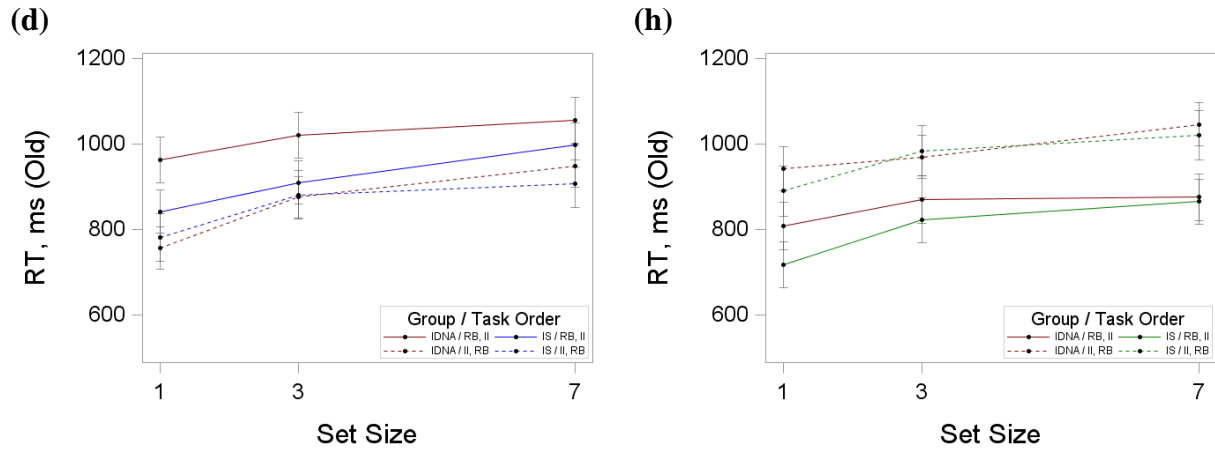 (d)
1200
1000
800
600
RT, ms (Old)
Group / Task Order
IDNA / RB, II
IS / RB, II
IDNA / II, RB
IS / II, RB
1
3
7
Set Size
(h)
1200
1000
800
600
RT, ms (Old)
Group / Task Order
IDNA / RB, II
IS / RB, II
IDNA / II, RB
IS / II, RB
1
3
7
Set Size